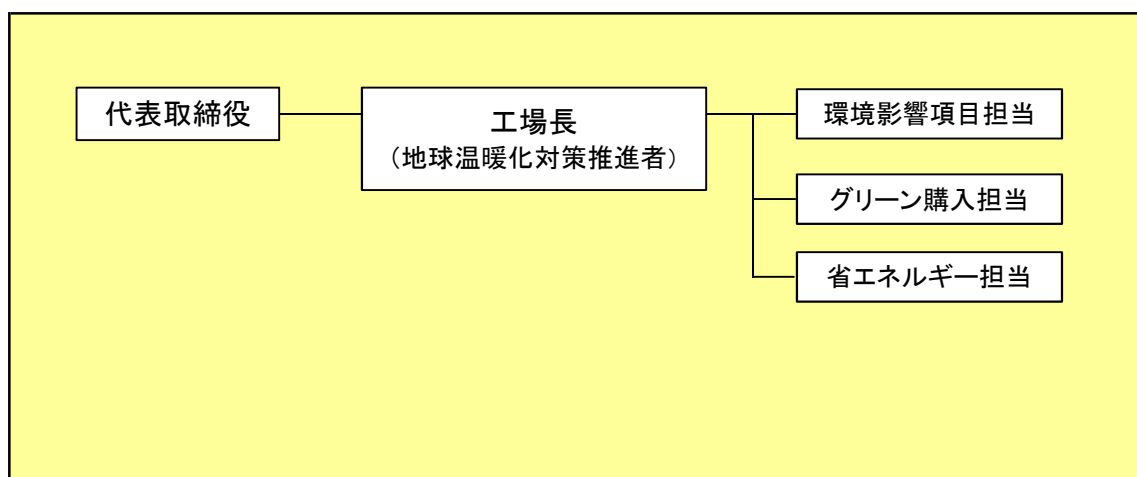 代表取締役
工場長
（地球温暖化対策推進者）
環境影響項目担当
グリーン購入担当
省エネルギー担当